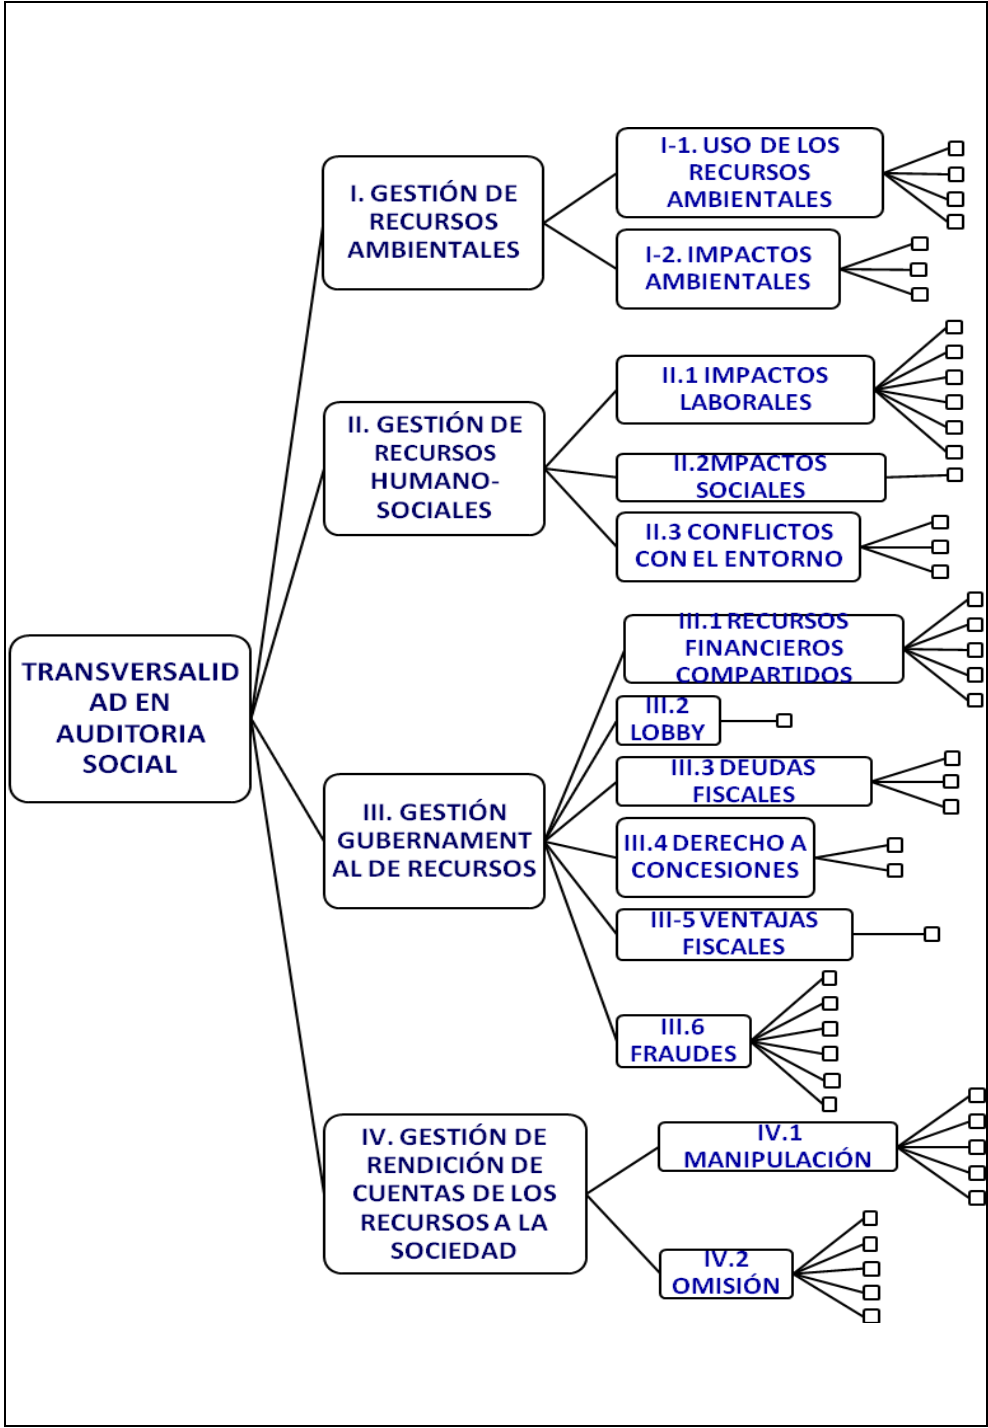 TRANSVERSALID
AD EN
AUDITORIA
SOCIAL
I. GESTIÓN DE
RECURSOS
AMBIENTALES
I-1. USO DE LOS
RECURSOS
AMBIENTALES
I-2. IMPACTOS
AMBIENTALES
II. GESTIÓN DE
RECURSOS
HUMANO-
SOCIALES
II.1 IMPACTOS
LABORALES
II.2MPACTOS
SOCIALES
II.3 CONFLICTOS
CON EL ENTORNO
III. GESTIÓN
GUBERNAMENT
AL DE RECURSOS
III.1 RECURSOS
FINANCIEROS
COMPARTIDOS
III.2
LOBBY
III.3 DEUDAS
FISCALES
III.4 DERECHO A
CONCESIONES
III-5 VENTAJAS
FISCALES
III.6
FRAUDES
IV. GESTIÓN DE
RENDICIÓN DE
CUENTAS DE LOS
RECURSOS A LA
SOCIEDAD
IV.1
MANIPULACIÓN
IV.2
OMISIÓN